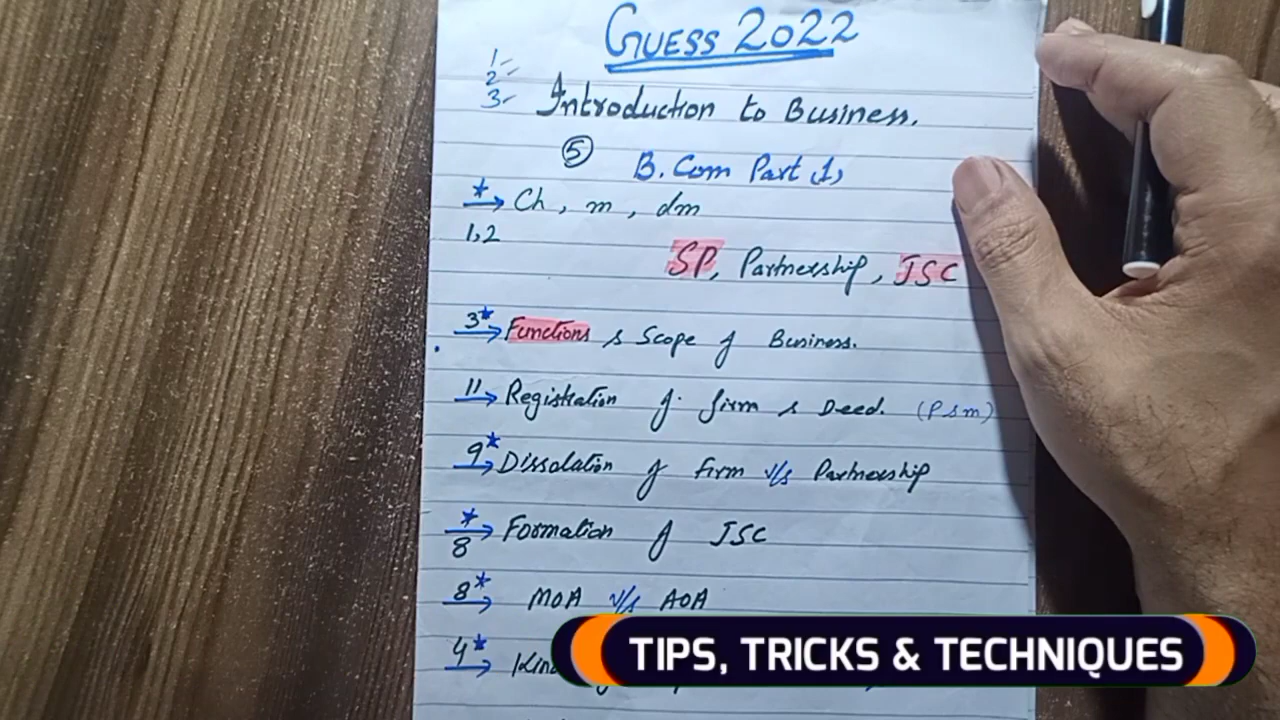 GUESS 2022
1-
2-
3-
Introduction to Business.
5
B.Com Part (1)
* Ch, m, dm
1,2
SP, Partnership, JSC
3* Functions & Scope of Business.
11 Registration of firm & Deed. (P&m)
9* Dissolation of firm v/s Partnership
* Formation of JSC
8
8* MOA v/s AOA
4*
TIPS, TRICKS & TECHNIQUES